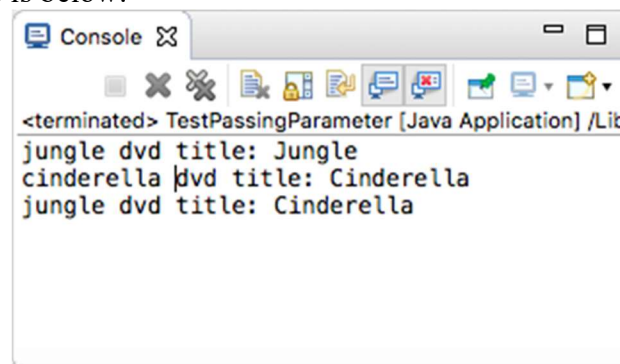 Console
<terminated> TestPassingParameter [Java Application] /Lib
jungle dvd title: Jungle
cinderella dvd title: Cinderella
jungle dvd title: Cinderella